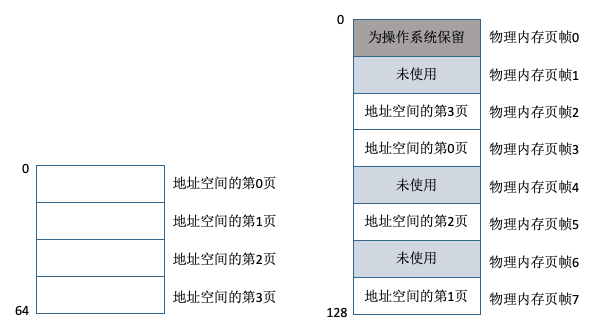 0
地址空间的第0页
地址空间的第1页
地址空间的第2页
地址空间的第3页
64
0
为操作系统保留 物理内存页帧0
未使用 物理内存页帧1
地址空间的第3页 物理内存页帧2
地址空间的第0页 物理内存页帧3
未使用 物理内存页帧4
地址空间的第2页 物理内存页帧5
未使用 物理内存页帧6
地址空间的第1页 物理内存页帧7
128